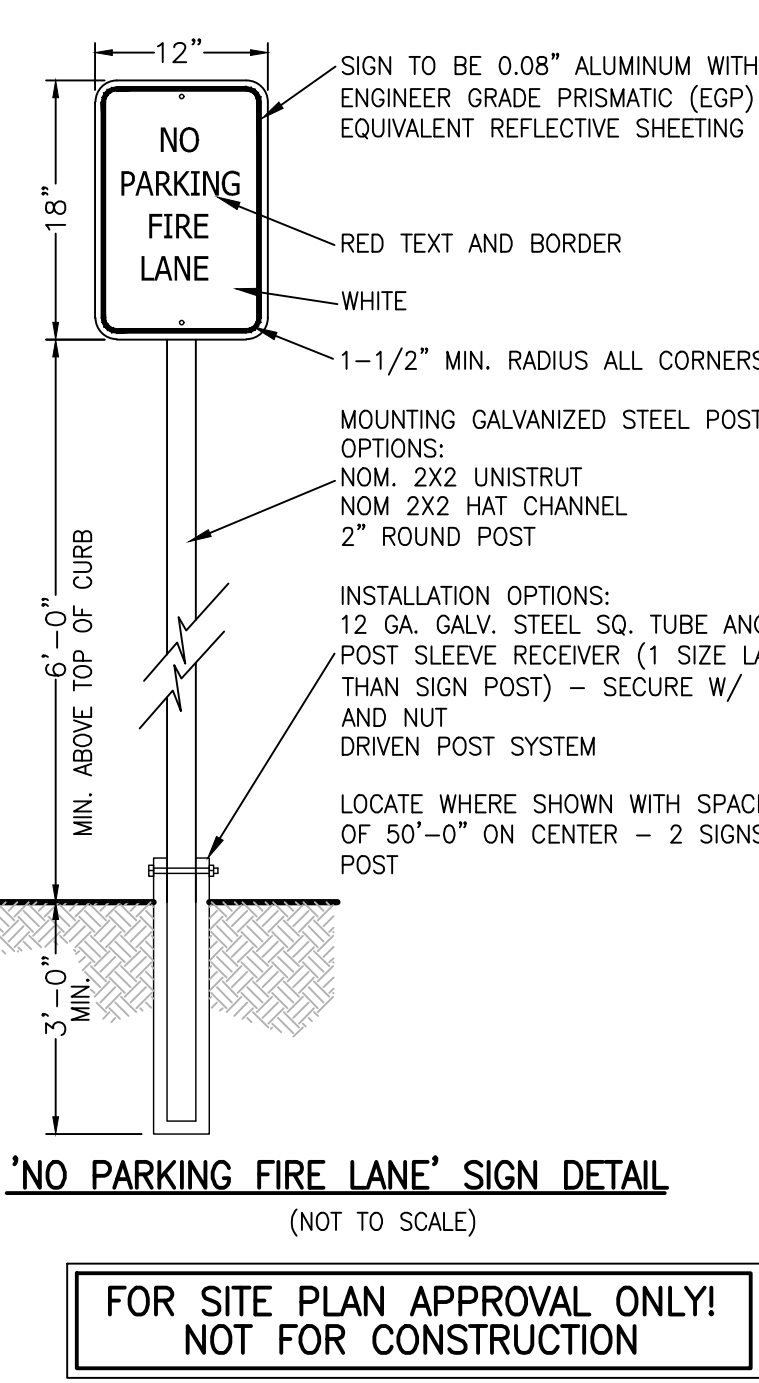 12"
SIGN TO BE 0.08" ALUMINUM WITH
ENGINEER GRADE PRISMATIC (EGP)
EQUIVALENT REFLECTIVE SHEETING
18"
NO
PARKING
FIRE
LANE
RED TEXT AND BORDER
WHITE
1-1/2" MIN. RADIUS ALL CORNERS
MOUNTING GALVANIZED STEEL POST
OPTIONS:
NOM. 2X2 UNISTRUT
NOM 2X2 HAT CHANNEL
2" ROUND POST
6'-0"
MIN. ABOVE TOP OF CURB
INSTALLATION OPTIONS:
12 GA. GALV. STEEL SQ. TUBE
POST SLEEVE RECEIVER (1 SIZE
THAN SIGN POST) – SECURE W/
AND NUT
DRIVEN POST SYSTEM
LOCATE WHERE SHOWN WITH
OF 50'-0" ON CENTER – 2 SIGNS
POST
3'-0"
MIN.
'NO PARKING FIRE LANE' SIGN DETAIL
(NOT TO SCALE)
FOR SITE PLAN APPROVAL ONLY!
NOT FOR CONSTRUCTION